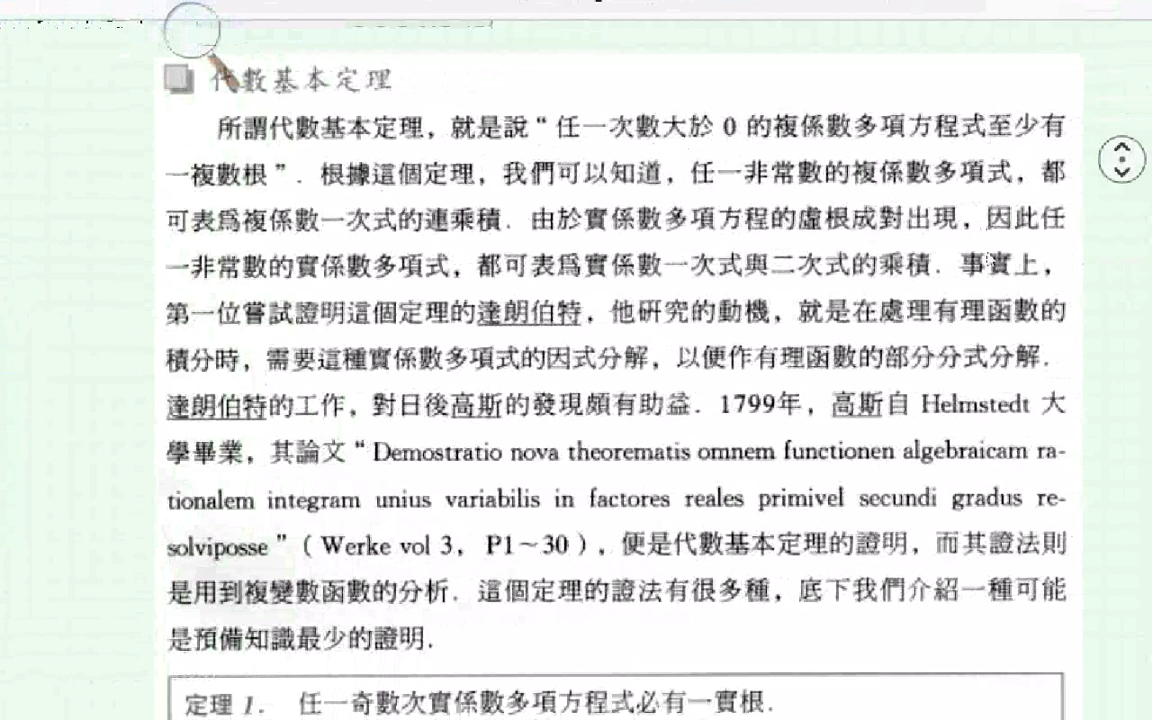 代數基本定理
所謂代數基本定理，就是說“任一次數大於 0 的複係數多項方程式至少有
一複數根”．根據這個定理，我們可以知道，任一非常數的複係數多項式，都
可表爲複係數一次式的連乘積．由於實係數多項方程的虛根成對出現，因此任
一非常數的實係數多項式，都可表爲實係數一次式與二次式的乘積．事實上，
第一位嘗試證明這個定理的達朗伯特，他研究的動機，就是在處理有理函數的
積分時，需要這種實係數多項式的因式分解，以便作有理函數的部分分式分解．
達朗伯特的工作，對日後高斯的發現頗有助益．1799年，高斯自 Helmstedt 大
學畢業，其論文“Demostratio nova theorematis omnem functionen algebraicam ra-
tionalem integram unius variabilis in factores reales primivel secundi gradus re-
solviposse”（Werke vol 3， P1～30），便是代數基本定理的證明，而其證法則
是用到複變數函數的分析．這個定理的證法有很多種，底下我們介紹一種可能
是預備知識最少的證明．
定理 1． 任一奇數次實係數多項方程式必有一實根．